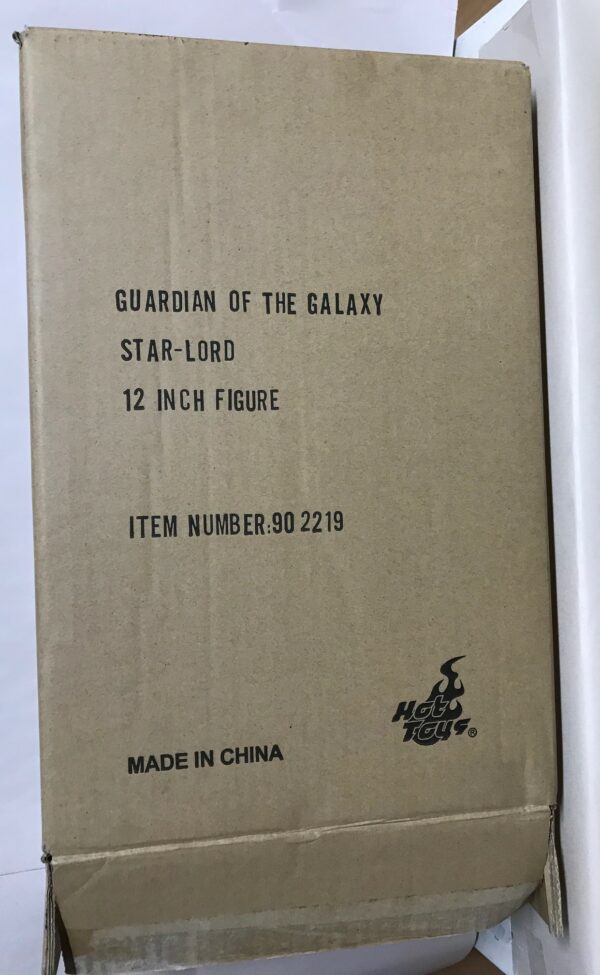 GUARDIAN OF THE GALAXY
STAR-LORD
12 INCH FIGURE
ITEM NUMBER:90 2219
Hot
Toys®
MADE IN CHINA